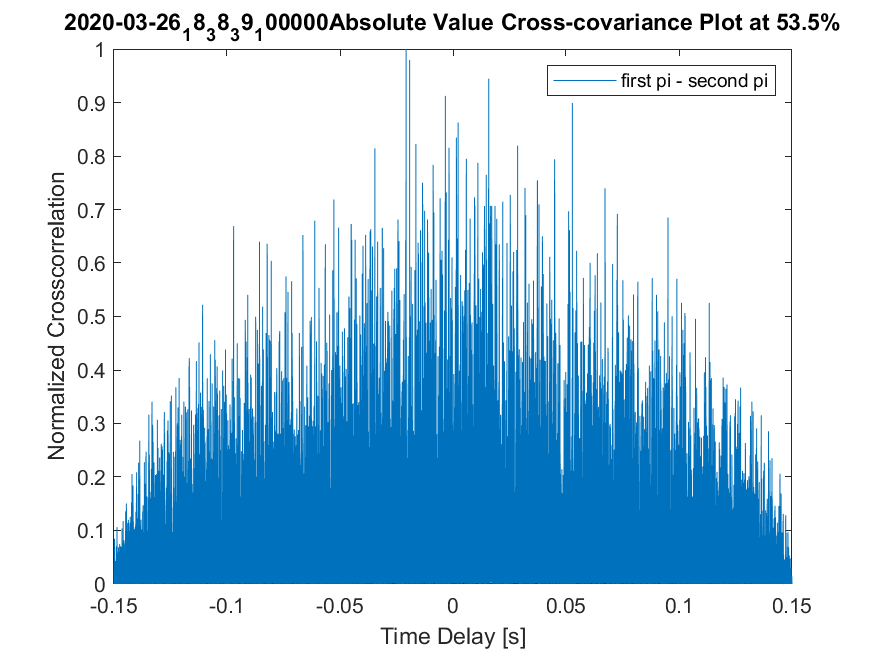 2020-03-26₁8₃8₃9₁00000Absolute Value Cross-covariance Plot at 53.5%
first pi - second pi
Normalized Crosscorrelation
1
0.9
0.8
0.7
0.6
0.5
0.4
0.3
0.2
0.1
0
-0.15 -0.1 -0.05 0 0.05 0.1 0.15
Time Delay [s]